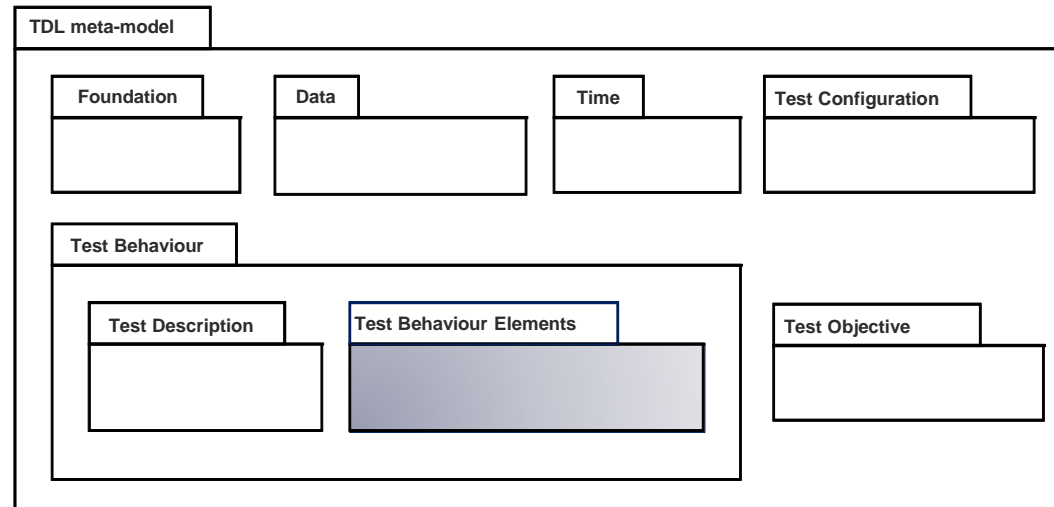 TDL meta-model
Foundation
Data
Time
Test Configuration
Test Behaviour
Test Description
Test Behaviour Elements
Test Objective